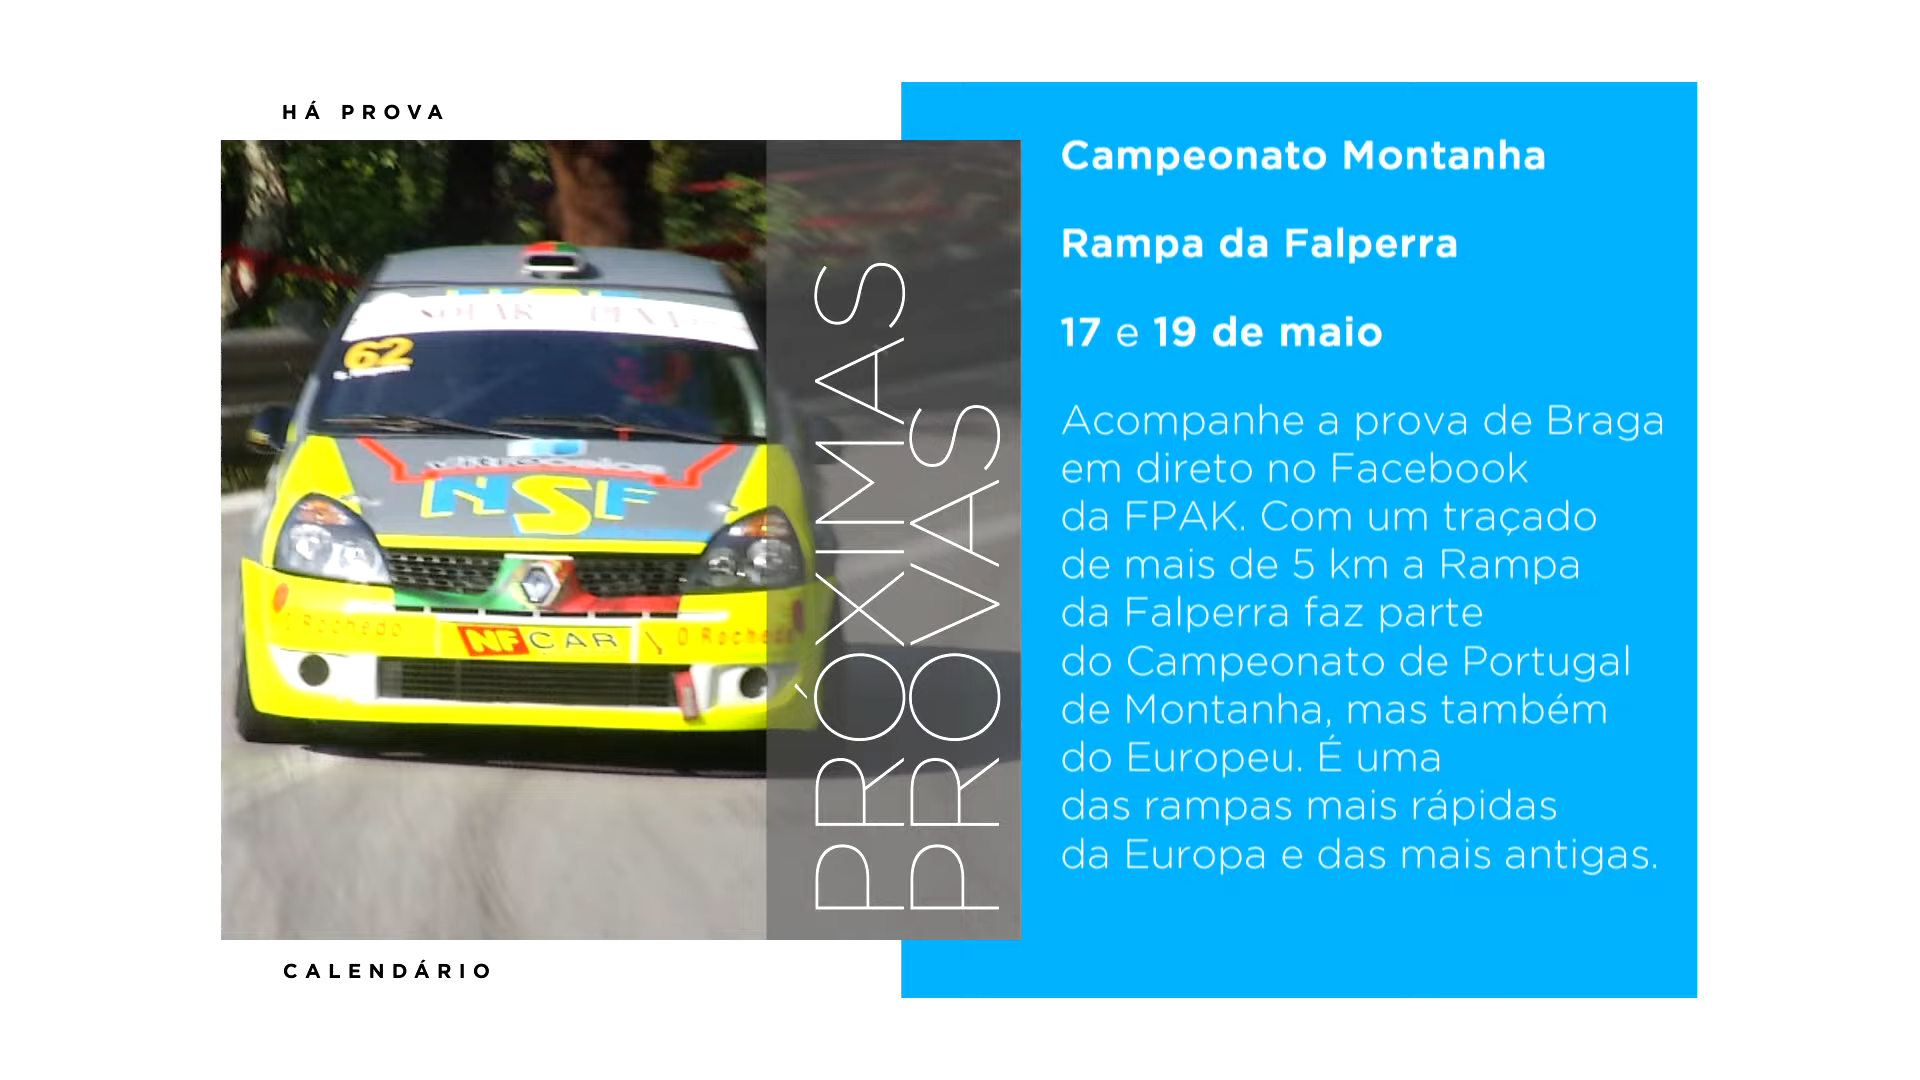 HÁ PROVA
62
NSF
O Rochedo
NF CAR
O Rochedo
PRÓXIMAS
PROVAS
Campeonato Montanha
Rampa da Falperra
17 e 19 de maio
Acompanhe a prova de Braga
em direto no Facebook
da FPAK. Com um traçado
de mais de 5 km a Rampa
da Falperra faz parte
do Campeonato de Portugal
de Montanha, mas também
do Europeu. É uma
das rampas mais rápidas
da Europa e das mais antigas.
CALENDÁRIO